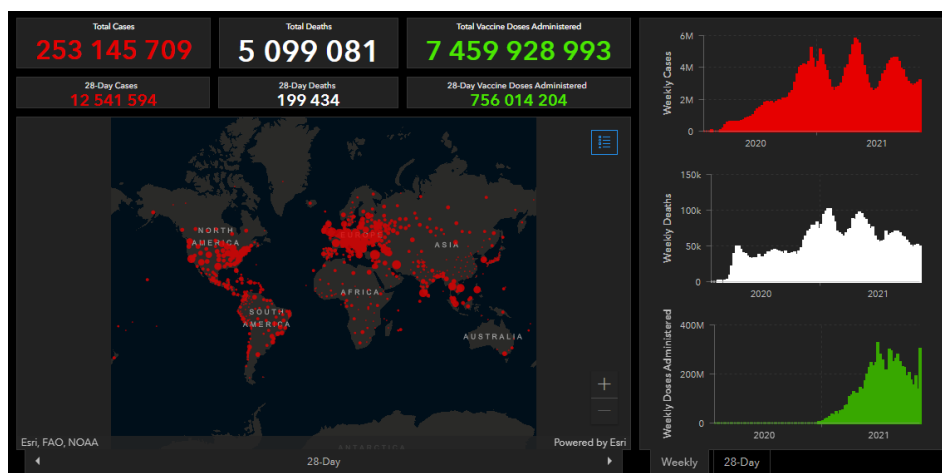 Total Cases
253 145 709
Total Deaths
5 099 081
Total Vaccine Doses Administered
7 459 928 993
28-Day Cases
12 541 594
28-Day Deaths
199 434
28-Day Vaccine Doses Administered
756 014 204
NORTH
AMERICA
EUROPE
ASIA
AFRICA
SOUTH
AMERICA
AUSTRALIA
ANTARCTICA
+
−
Esri, FAO, NOAA
Powered by Esri
28-Day
Weekly Cases
6M
4M
2M
0
2020
2021
Weekly Deaths
150k
100k
50k
0
2020
2021
Weekly Doses Administered
400M
200M
0
2020
2021
Weekly
28-Day